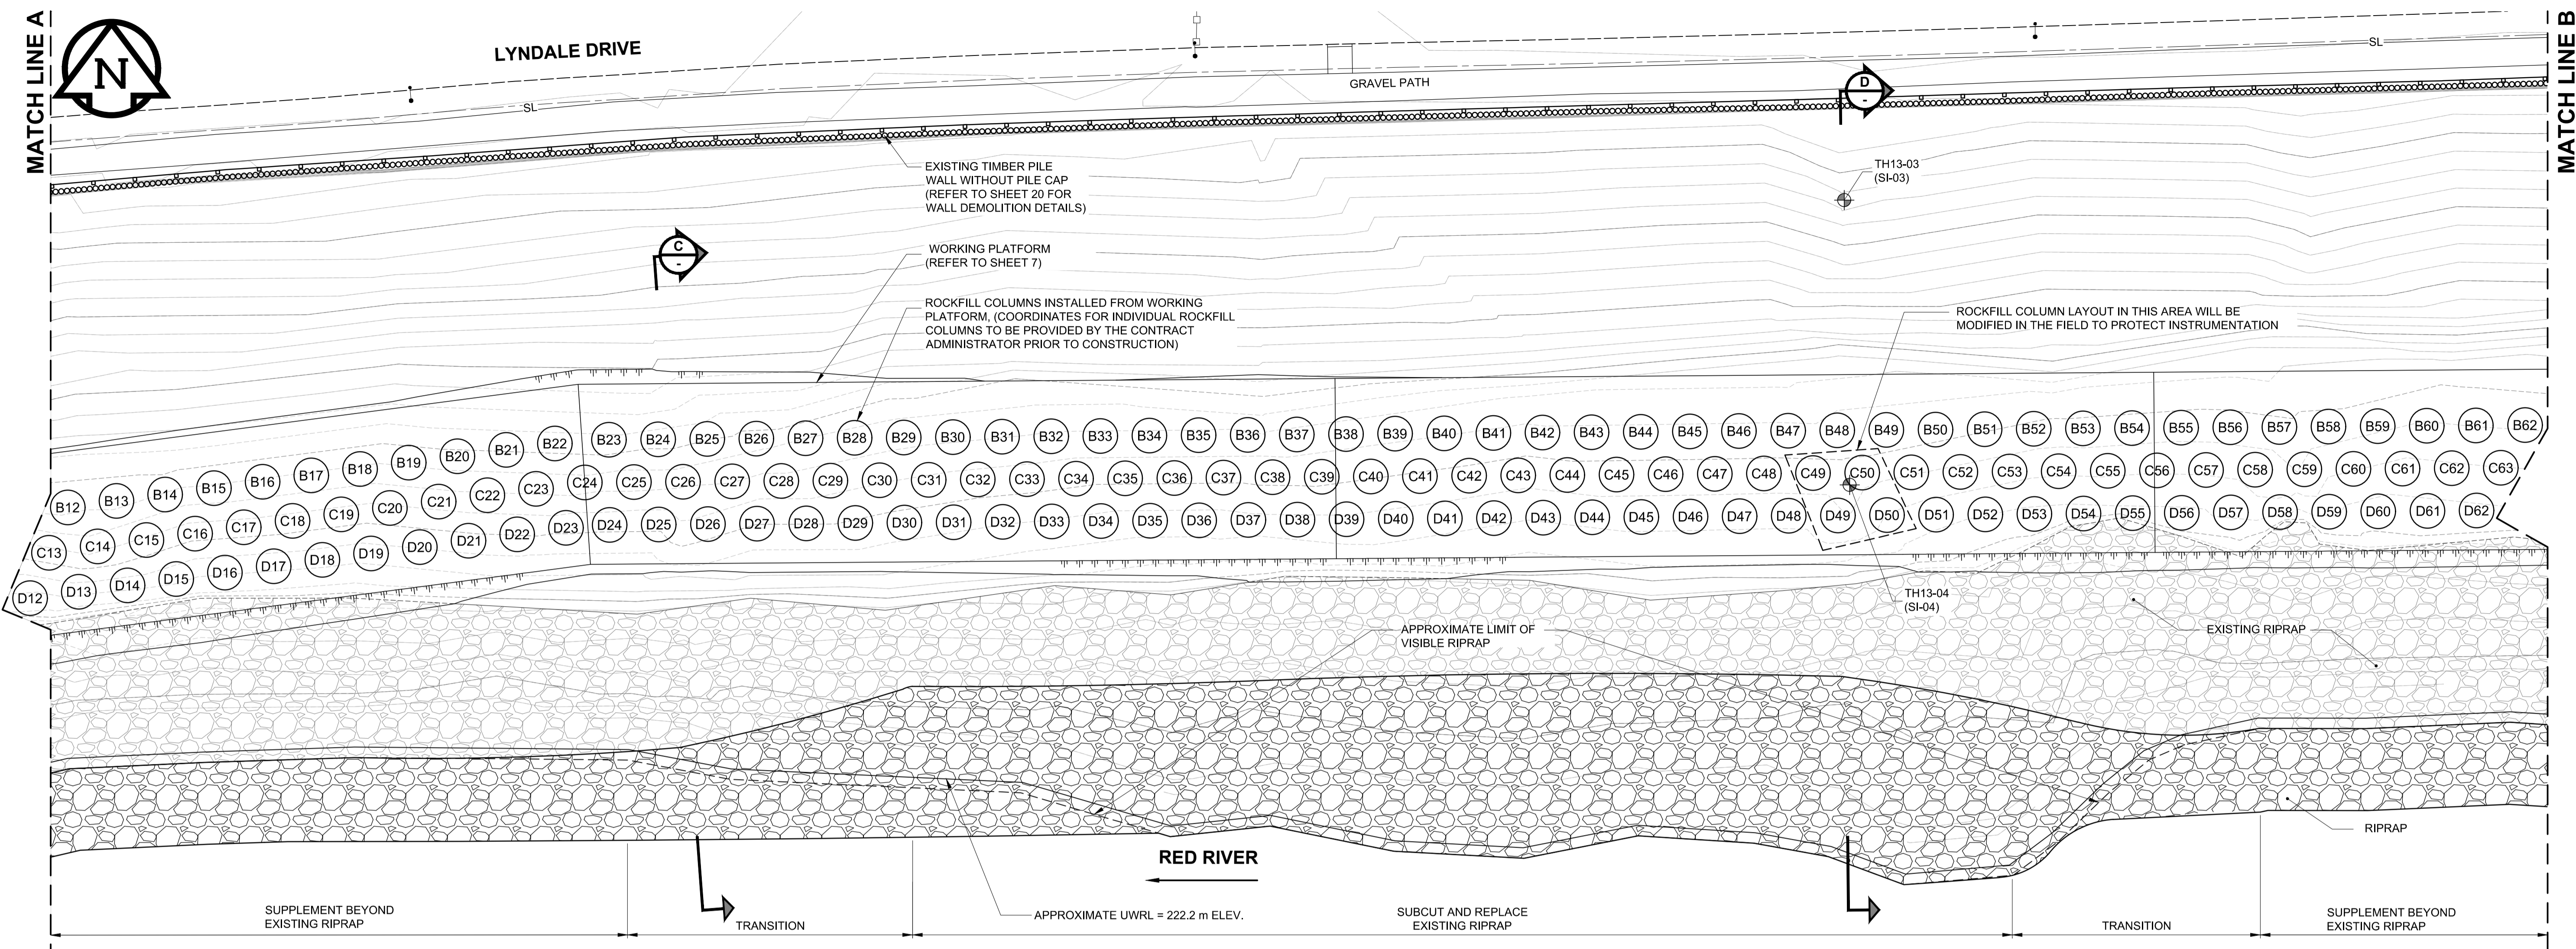 MATCH LINE A
N
LYNDALE DRIVE
SL
GRAVEL PATH
D
-
SL
MATCH LINE B
EXISTING TIMBER PILE
WALL WITHOUT PILE CAP
(REFER TO SHEET 20 FOR
WALL DEMOLITION DETAILS)
TH13-03
(SI-03)
C
-
WORKING PLATFORM
(REFER TO SHEET 7)
ROCKFILL COLUMNS INSTALLED FROM WORKING
PLATFORM, (COORDINATES FOR INDIVIDUAL ROCKFILL
COLUMNS TO BE PROVIDED BY THE CONTRACT
ADMINISTRATOR PRIOR TO CONSTRUCTION)
ROCKFILL COLUMN LAYOUT IN THIS AREA WILL BE
MODIFIED IN THE FIELD TO PROTECT INSTRUMENTATION
B12 B13 B14 B15 B16 B17 B18 B19 B20 B21 B22 B23 B24 B25 B26 B27 B28 B29 B30 B31 B32 B33 B34 B35 B36 B37 B38 B39 B40 B41 B42 B43 B44 B45 B46 B47 B48 B49 B50 B51 B52 B53 B54 B55 B56 B57 B58 B59 B60 B61 B62
C13 C14 C15 C16 C17 C18 C19 C20 C21 C22 C23 C24 C25 C26 C27 C28 C29 C30 C31 C32 C33 C34 C35 C36 C37 C38 C39 C40 C41 C42 C43 C44 C45 C46 C47 C48 C49 C50 C51 C52 C53 C54 C55 C56 C57 C58 C59 C60 C61 C62 C63
D12 D13 D14 D15 D16 D17 D18 D19 D20 D21 D22 D23 D24 D25 D26 D27 D28 D29 D30 D31 D32 D33 D34 D35 D36 D37 D38 D39 D40 D41 D42 D43 D44 D45 D46 D47 D48 D49 D50 D51 D52 D53 D54 D55 D56 D57 D58 D59 D60 D61 D62
TH13-04
(SI-04)
APPROXIMATE LIMIT OF
VISIBLE RIPRAP
EXISTING RIPRAP
RIPRAP
RED RIVER
APPROXIMATE UWRL = 222.2 m ELEV.
SUPPLEMENT BEYOND
EXISTING RIPRAP
TRANSITION
SUBCUT AND REPLACE
EXISTING RIPRAP
TRANSITION
SUPPLEMENT BEYOND
EXISTING RIPRAP